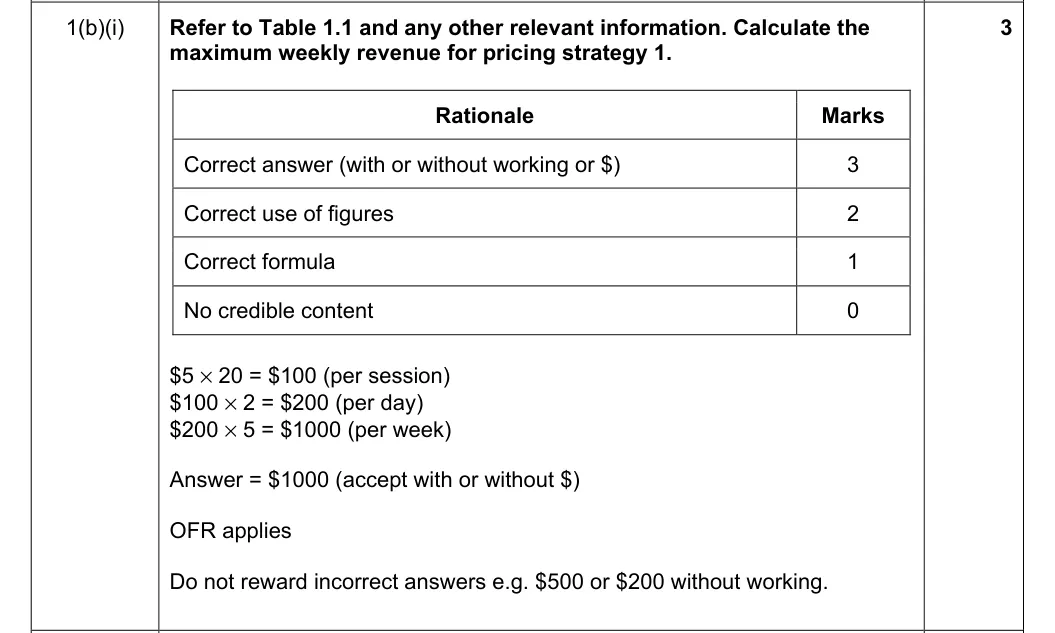 1(b)(i)
Refer to Table 1.1 and any other relevant information. Calculate the
maximum weekly revenue for pricing strategy 1.
3
Rationale Marks
Correct answer (with or without working or $) 3
Correct use of figures 2
Correct formula 1
No credible content 0
$5 × 20 = $100 (per session)
$100 × 2 = $200 (per day)
$200 × 5 = $1000 (per week)
Answer = $1000 (accept with or without $)
OFR applies
Do not reward incorrect answers e.g. $500 or $200 without working.